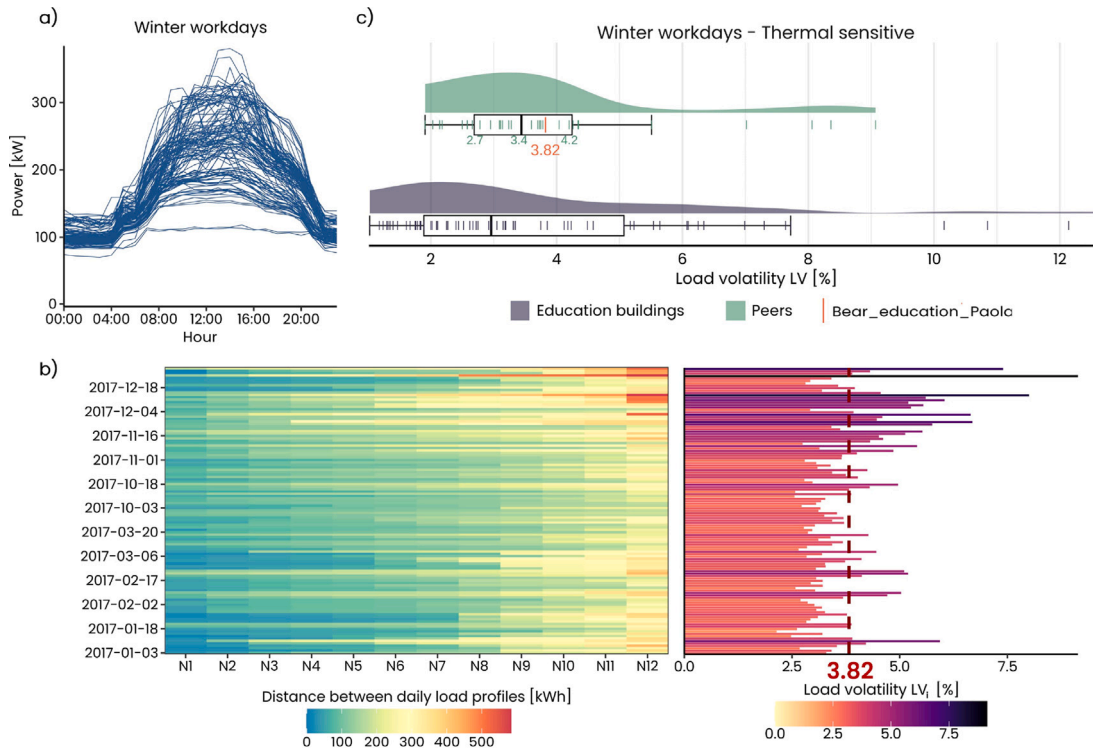 a)
Winter workdays
Power [kW]
300
200
100
0
00:00 04:00 08:00 12:00 16:00 20:00
Hour
c)
Winter workdays - Thermal sensitive
2.7 3.4 4.2
3.82
2 4 6 8 10 12
Load volatility LV [%]
Education buildings Peers Bear_education_Paola
b)
2017-12-18
2017-12-04
2017-11-16
2017-11-01
2017-10-18
2017-10-03
2017-03-20
2017-03-06
2017-02-17
2017-02-02
2017-01-18
2017-01-03
N1 N2 N3 N4 N5 N6 N7 N8 N9 N10 N11 N12
Distance between daily load profiles [kWh]
0 100 200 300 400 500
0.0 2.5 5.0 7.5
3.82
Load volatility LVi [%]
0.0 2.5 5.0 7.5